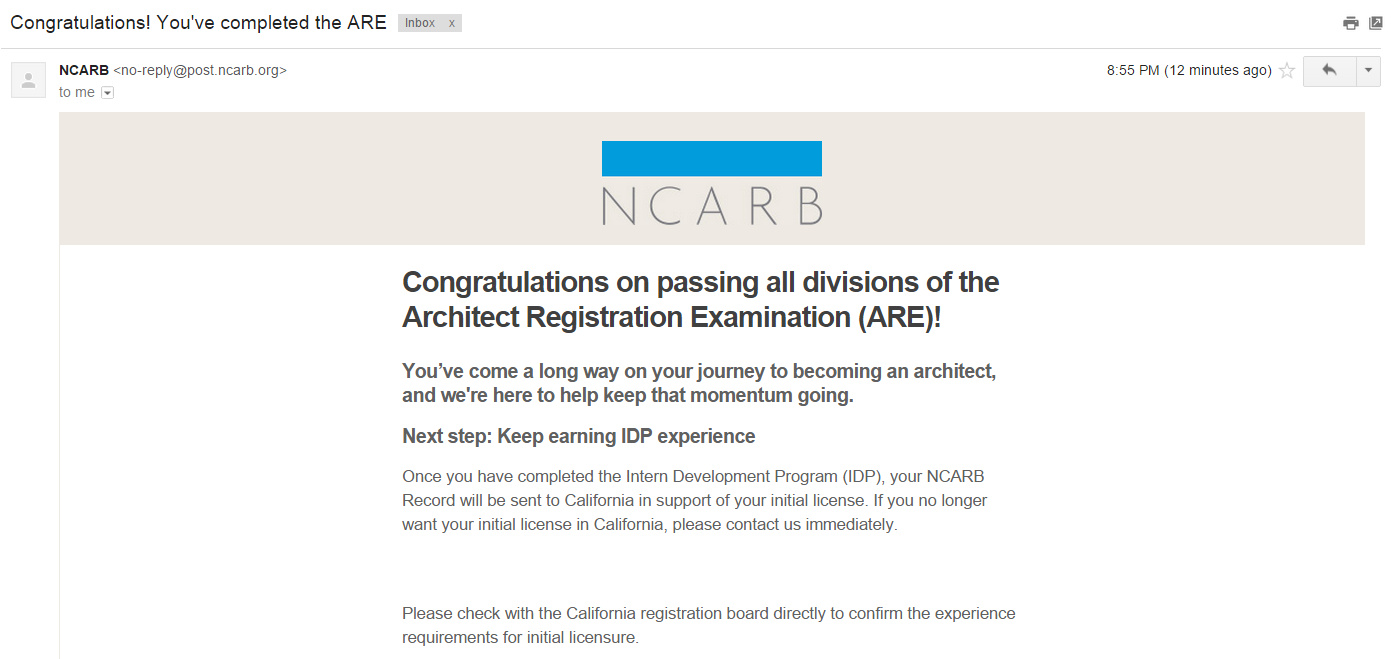 Congratulations! You've completed the ARE Inbox x
NCARB <no-reply@post.ncarb.org> 8:55 PM (12 minutes ago)
to me
NCARB
Congratulations on passing all divisions of the
Architect Registration Examination (ARE)!
You’ve come a long way on your journey to becoming an architect,
and we're here to help keep that momentum going.
Next step: Keep earning IDP experience
Once you have completed the Intern Development Program (IDP), your NCARB
Record will be sent to California in support of your initial license. If you no longer
want your initial license in California, please contact us immediately.
Please check with the California registration board directly to confirm the experience
requirements for initial licensure.